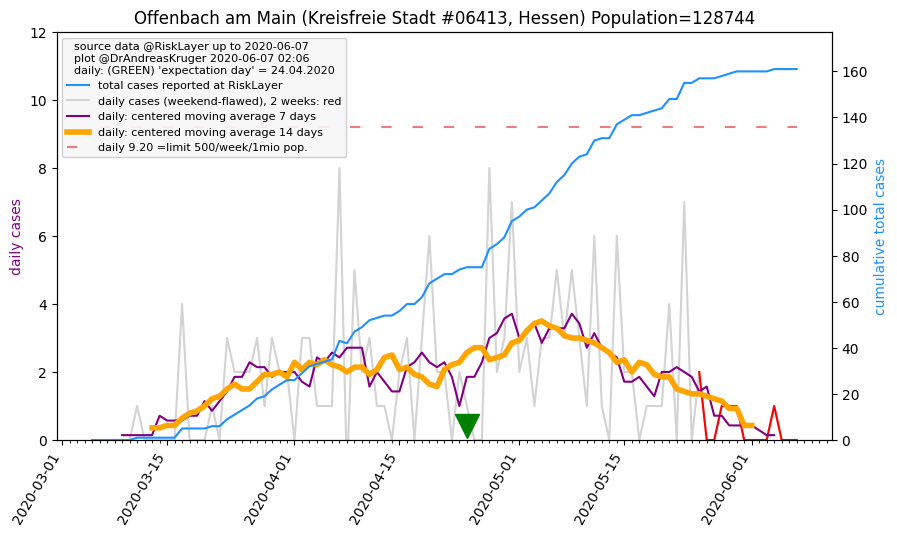 Offenbach am Main (Kreisfreie Stadt #06413, Hessen) Population=128744
source data @RiskLayer up to 2020-06-07
plot @DrAndreasKruger 2020-06-07 02:06
daily: (GREEN) 'expectation day' = 24.04.2020
total cases reported at RiskLayer
daily cases (weekend-flawed), 2 weeks: red
daily: centered moving average 7 days
daily: centered moving average 14 days
daily 9.20 =limit 500/week/1mio pop.
daily cases
12
10
8
6
4
2
0
cumulative total cases
160
140
120
100
80
60
40
20
0
2020-03-01
2020-03-15
2020-04-01
2020-04-15
2020-05-01
2020-05-15
2020-06-01